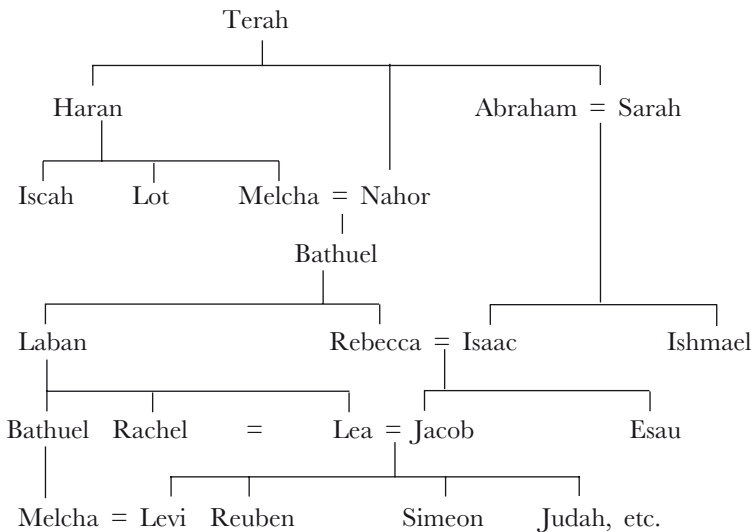 Terah
Haran Abraham = Sarah
Iscah Lot Melcha = Nahor
Bathuel
Laban Rebecca = Isaac Ishmael
Bathuel Rachel = Lea = Jacob Esau
Melcha = Levi Reuben Simeon Judah, etc.